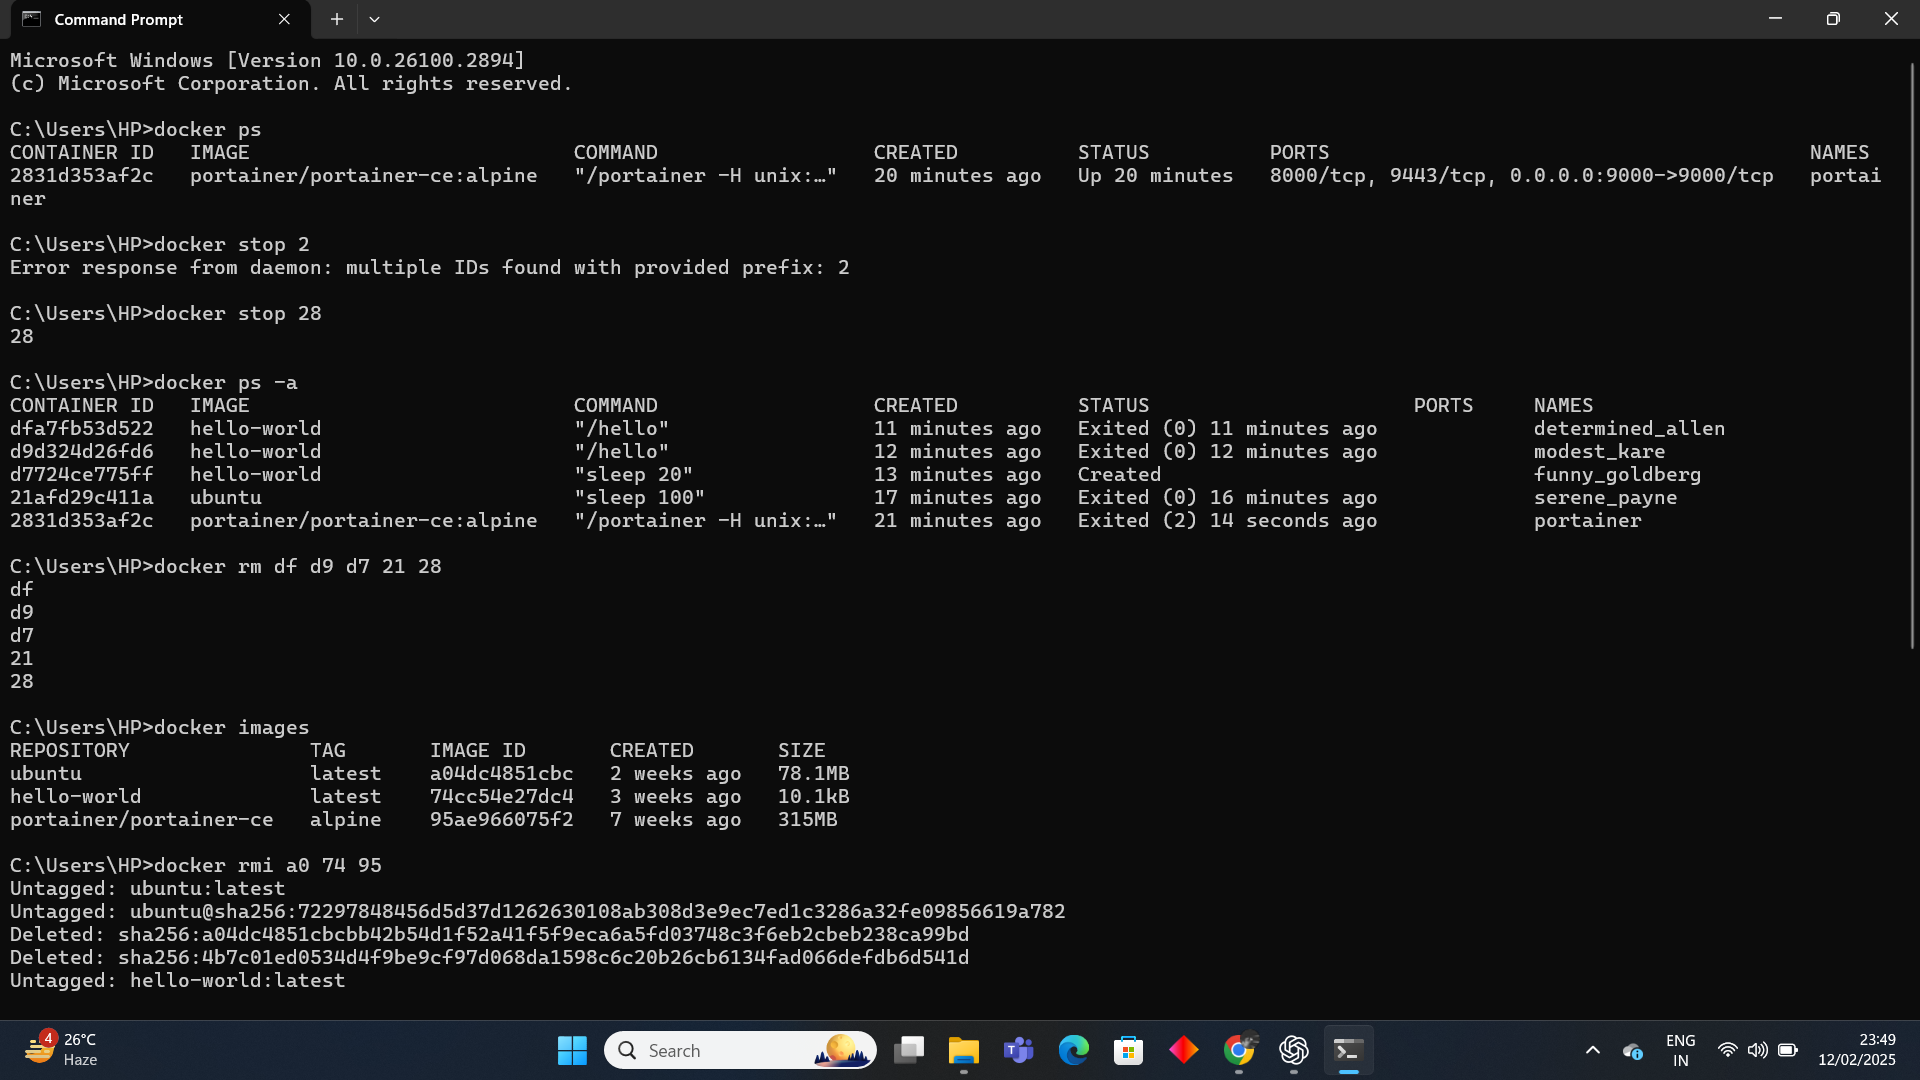 Command Prompt
Microsoft Windows [Version 10.0.26100.2894]
(c) Microsoft Corporation. All rights reserved.
C:\Users\HP>docker ps
CONTAINER ID   IMAGE                           COMMAND                  CREATED          STATUS          PORTS                                        NAMES
2831d353af2c   portainer/portainer-ce:alpine   "/portainer -H unix:…"   20 minutes ago   Up 20 minutes   8000/tcp, 9443/tcp, 0.0.0.0:9000->9000/tcp   portai
ner
C:\Users\HP>docker stop 2
Error response from daemon: multiple IDs found with provided prefix: 2
C:\Users\HP>docker stop 28
28
C:\Users\HP>docker ps -a
CONTAINER ID   IMAGE                           COMMAND                  CREATED          STATUS                      PORTS     NAMES
dfa7fb53d522   hello-world                     "/hello"                 11 minutes ago   Exited (0) 11 minutes ago             determined_allen
d9d324d26fd6   hello-world                     "/hello"                 12 minutes ago   Exited (0) 12 minutes ago             modest_kare
d7724ce775ff   hello-world                     "sleep 20"               13 minutes ago   Created                               funny_goldberg
21afd29c411a   ubuntu                          "sleep 100"              17 minutes ago   Exited (0) 16 minutes ago             serene_payne
2831d353af2c   portainer/portainer-ce:alpine   "/portainer -H unix:…"   21 minutes ago   Exited (2) 14 seconds ago             portainer
C:\Users\HP>docker rm df d9 d7 21 28
df
d9
d7
21
28
C:\Users\HP>docker images
REPOSITORY               TAG       IMAGE ID       CREATED       SIZE
ubuntu                   latest    a04dc4851cbc   2 weeks ago   78.1MB
hello-world              latest    74cc54e27dc4   3 weeks ago   10.1kB
portainer/portainer-ce   alpine    95ae966075f2   7 weeks ago   315MB
C:\Users\HP>docker rmi a0 74 95
Untagged: ubuntu:latest
Untagged: ubuntu@sha256:72297848456d5d37d1262630108ab308d3e9ec7ed1c3286a32fe09856619a782
Deleted: sha256:a04dc4851cbcbb42b54d1f52a41f5f9eca6a5fd03748c3f6eb2cbeb238ca99bd
Deleted: sha256:4b7c01ed0534d4f9be9cf97d068da1598c6c20b26cb6134fad066defdb6d541d
Untagged: hello-world:latest
4
26°C
Haze
Search
ENG
IN
23:49
12/02/2025